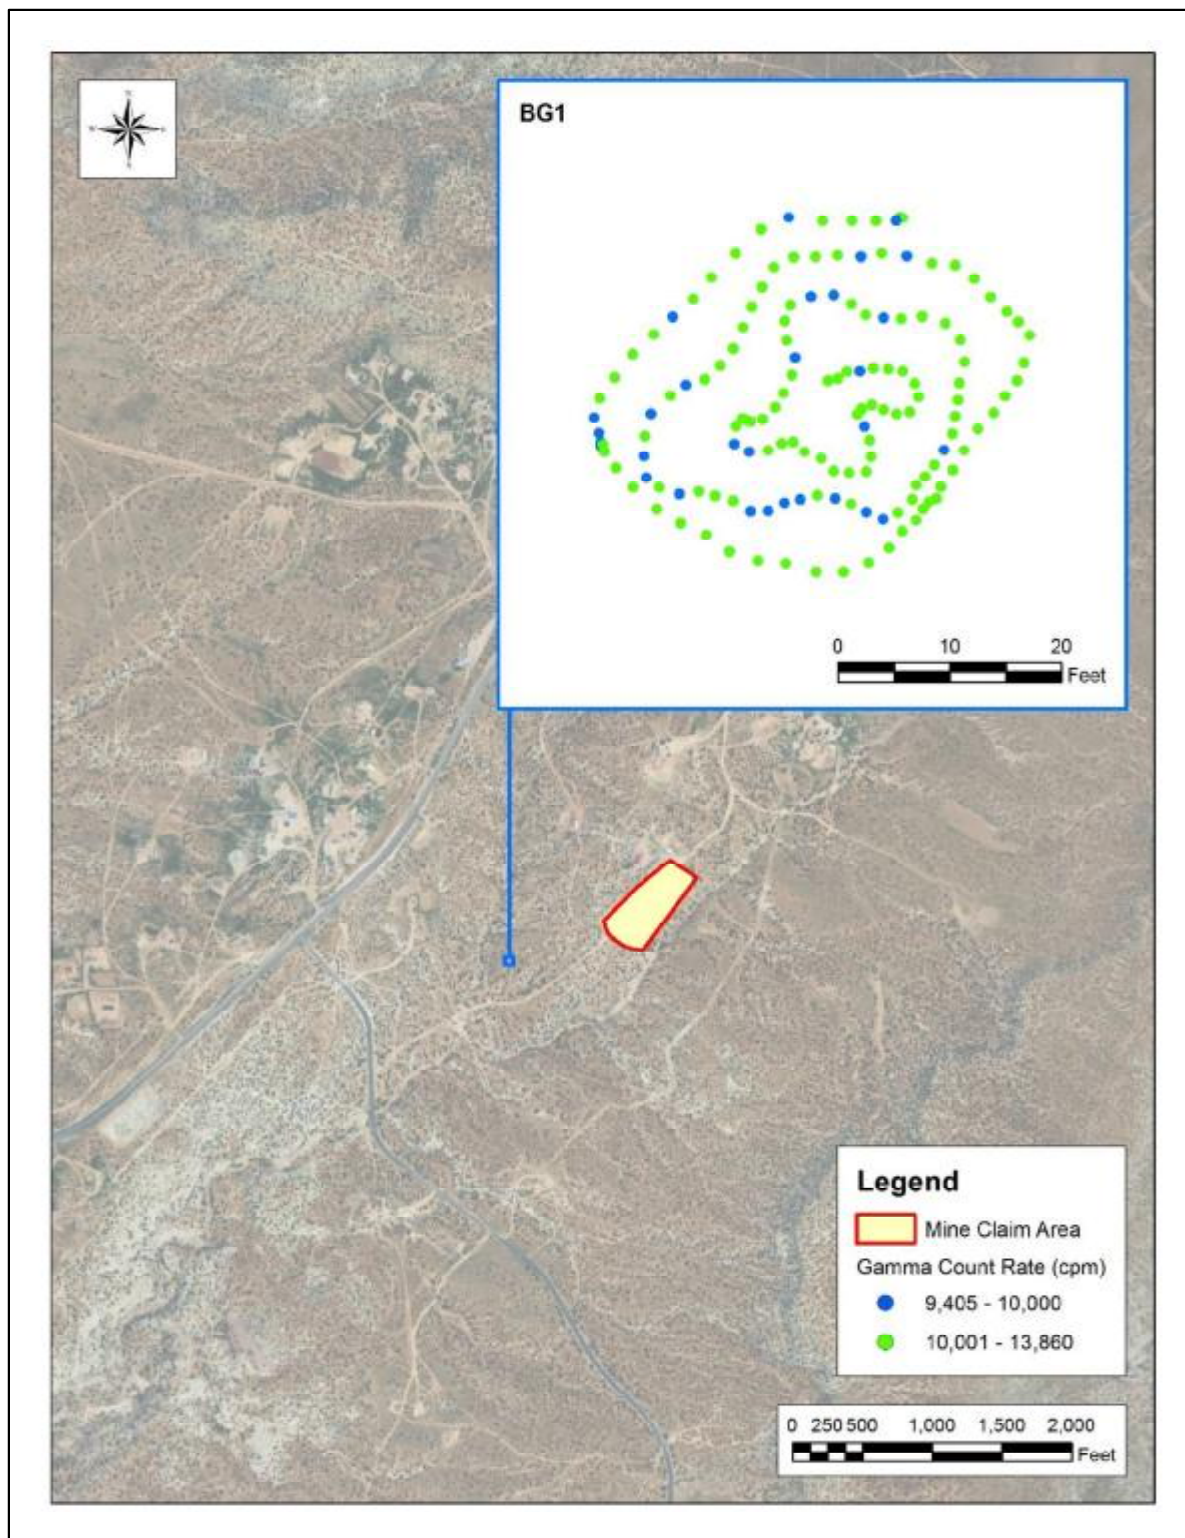 BG1
0 10 20
Feet
Legend
Mine Claim Area
Gamma Count Rate (cpm)
9,405 - 10,000
10,001 - 13,860
0 250 500 1,000 1,500 2,000
Feet